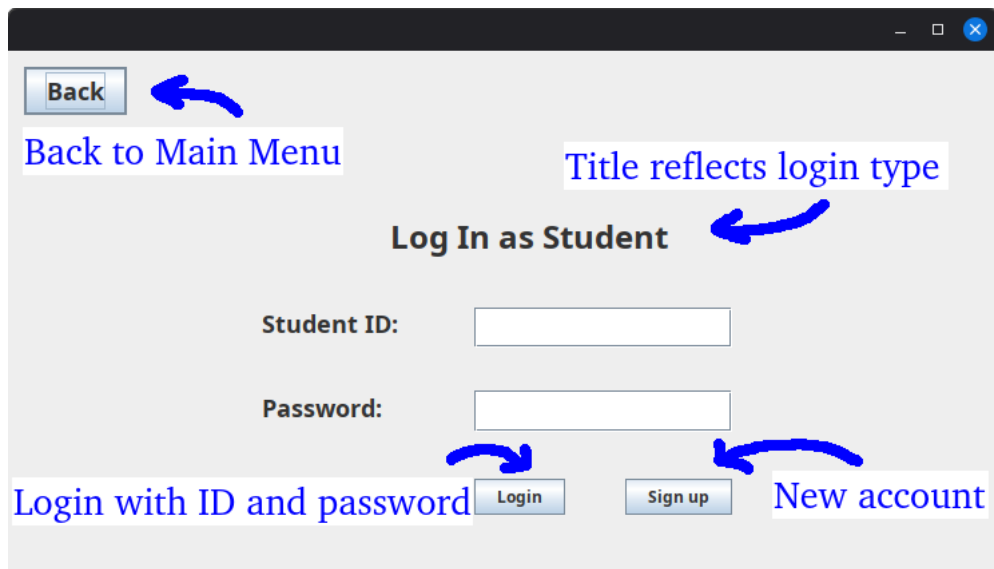 Back
Back to Main Menu
Title reflects login type
Log In as Student
Student ID:
Password:
Login with ID and password
Login
Sign up
New account